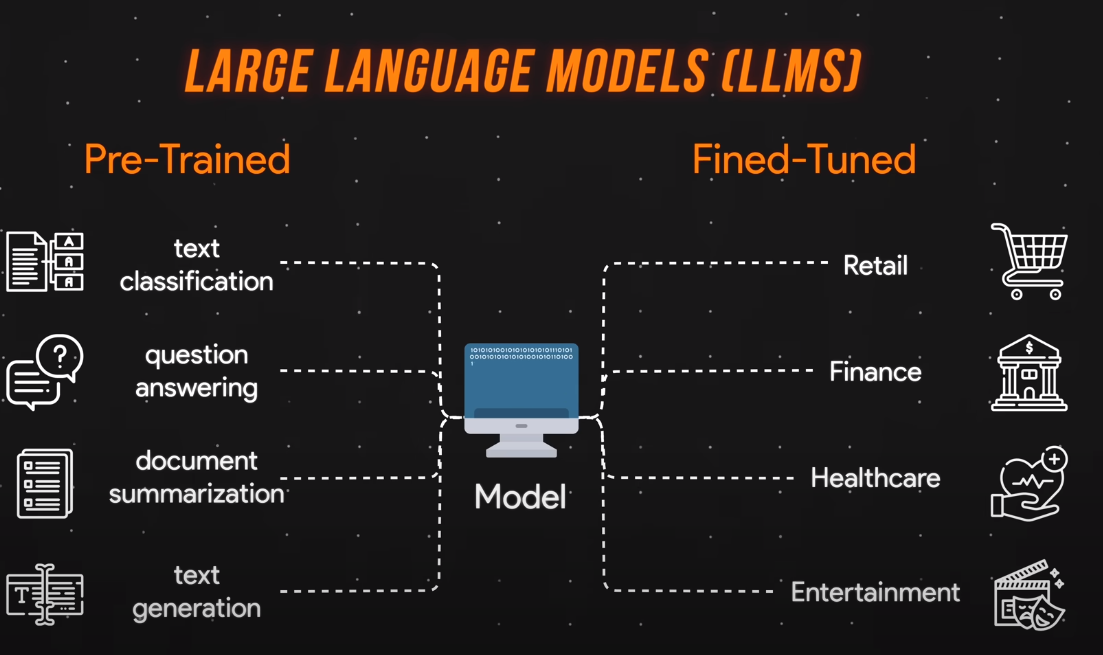 LARGE LANGUAGE MODELS (LLMS)
Pre-Trained
Fined-Tuned
text
classification
question
answering
document
summarization
text
generation
Model
Retail
Finance
Healthcare
Entertainment